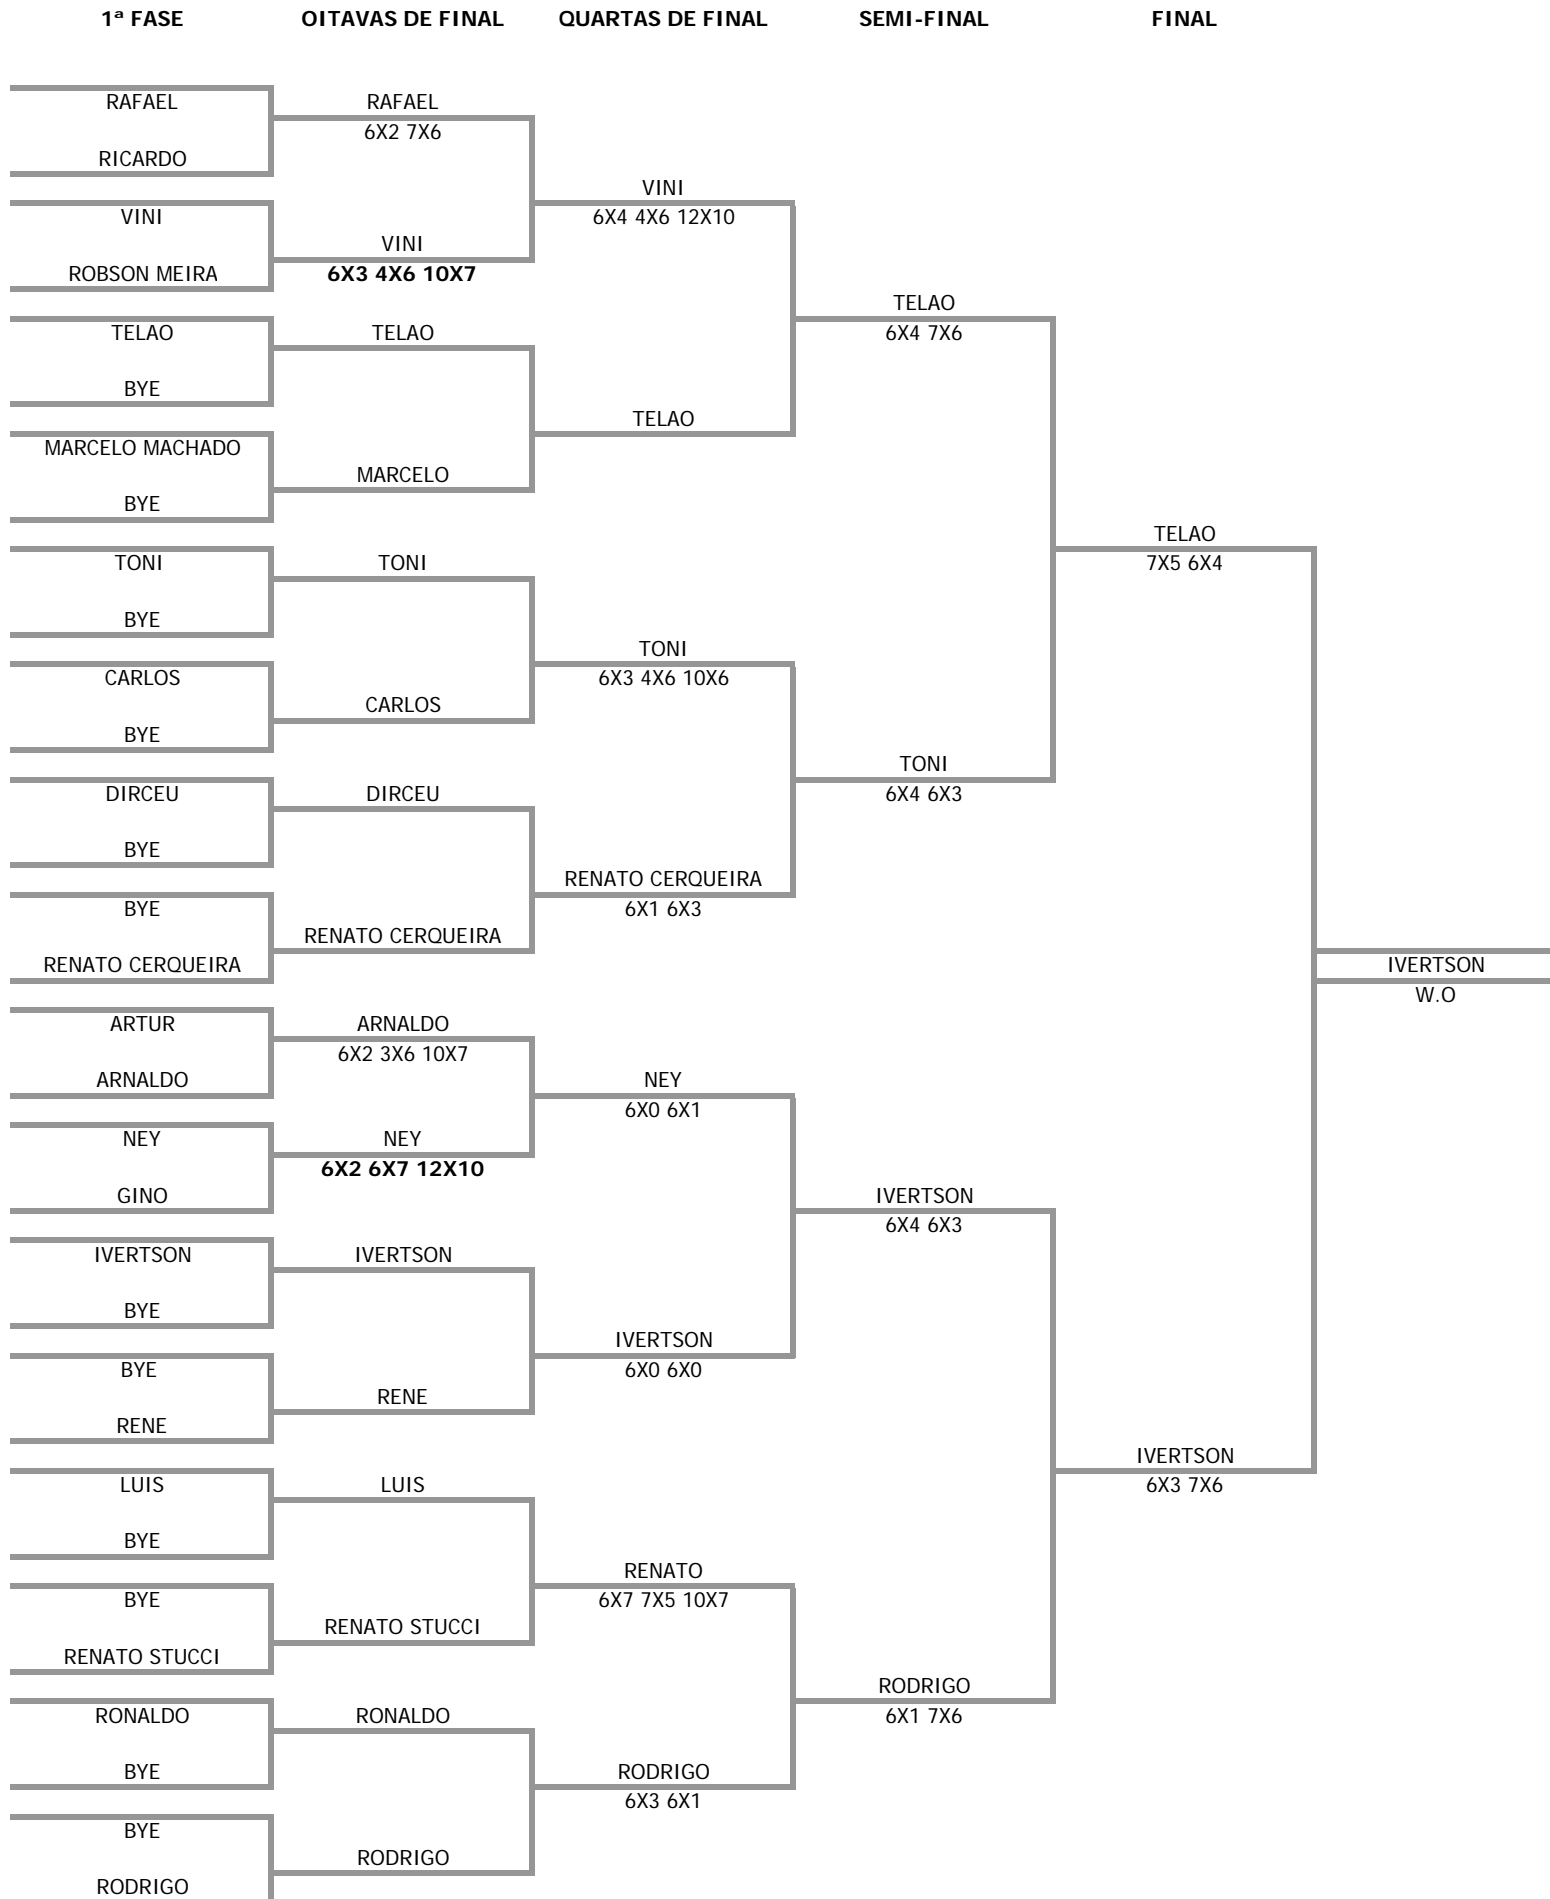 1ª FASE OITAVAS DE FINAL QUARTAS DE FINAL SEMI-FINAL FINAL
RAFAEL
RICARDO
VINI
ROBSON MEIRA
TELAO
BYE
MARCELO MACHADO
BYE
TONI
BYE
CARLOS
BYE
DIRCEU
BYE
BYE
RENATO CERQUEIRA
ARTUR
ARNALDO
NEY
GINO
IVERTSON
BYE
BYE
RENE
LUIS
BYE
BYE
RENATO STUCCI
RONALDO
BYE
BYE
RODRIGO
RAFAEL
6X2 7X6
VINI
6X3 4X6 10X7
TELAO
MARCELO
TONI
CARLOS
DIRCEU
RENATO CERQUEIRA
ARNALDO
6X2 3X6 10X7
NEY
6X2 6X7 12X10
IVERTSON
RENE
LUIS
RENATO STUCCI
RONALDO
RODRIGO
VINI
6X4 4X6 12X10
TELAO
TONI
6X3 4X6 10X6
RENATO CERQUEIRA
6X1 6X3
NEY
6X0 6X1
IVERTSON
6X0 6X0
RENATO
6X7 7X5 10X7
RODRIGO
6X3 6X1
TELAO
6X4 7X6
TONI
6X4 6X3
IVERTSON
6X4 6X3
RODRIGO
6X1 7X6
TELAO
7X5 6X4
IVERTSON
6X3 7X6
IVERTSON
W.O